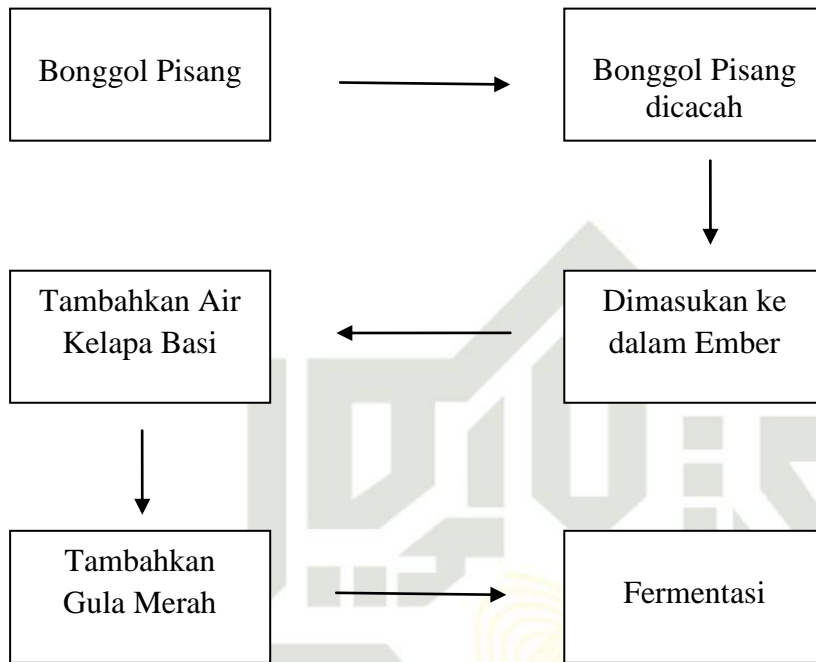 Bonggol Pisang
Bonggol Pisang
dicacah
Dimasukan ke
dalam Ember
Tambahkan Air
Kelapa Basi
Tambahkan
Gula Merah
Fermentasi